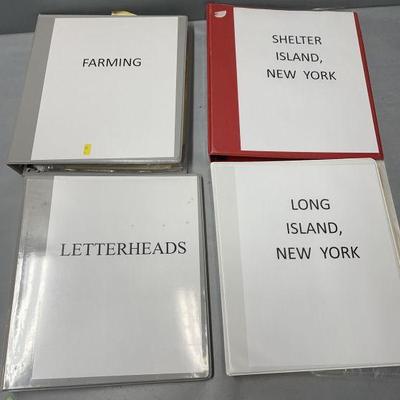 FARMING
SHELTER
ISLAND,
NEW YORK
LETTERHEADS
LONG
ISLAND,
NEW YORK